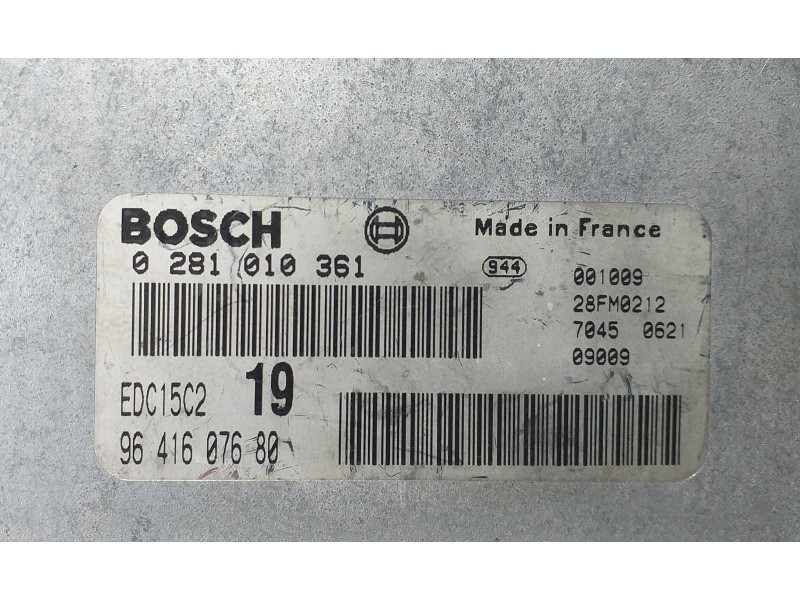 BOSCH
Made in France
0 281 010 361
944
001009
28FM0212
7045 0621
09009
EDC15C2 19
96 416 076 80